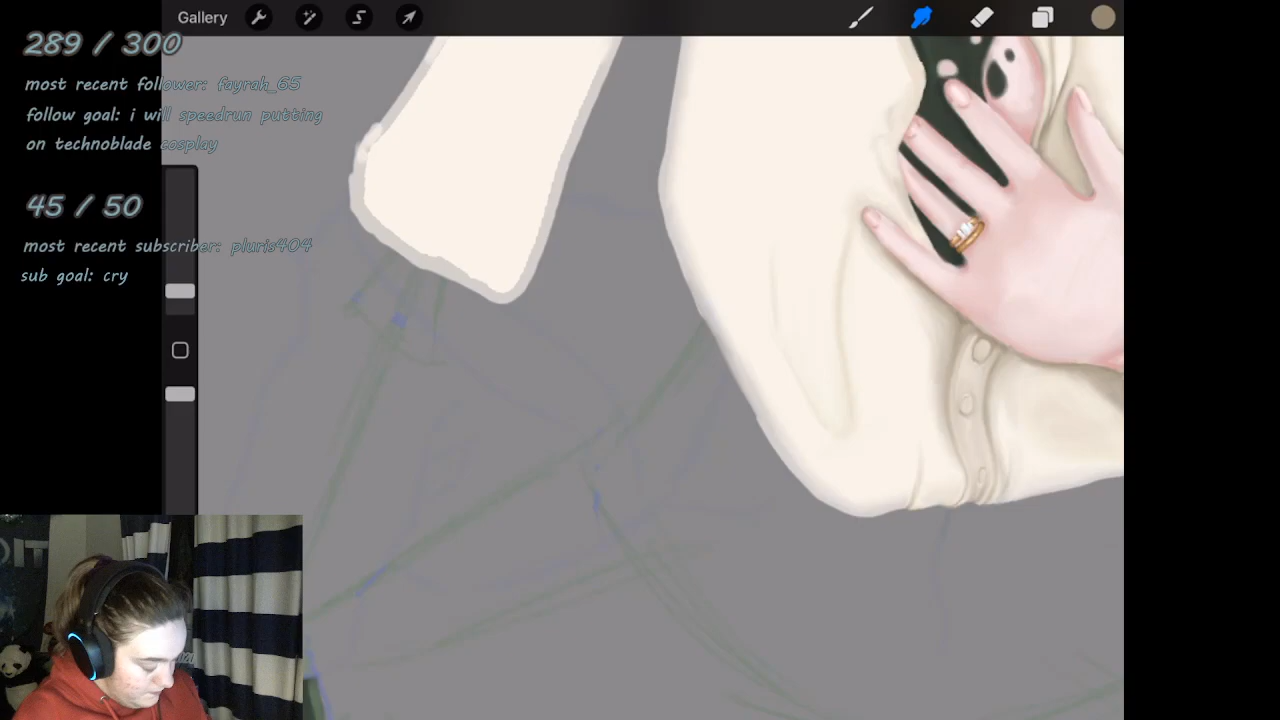 Gallery
289 / 300
most recent follower: fayrah_65
follow goal: i will speedrun putting
on technoblade cosplay
45 / 50
most recent subscriber: pluris404
sub goal: cry